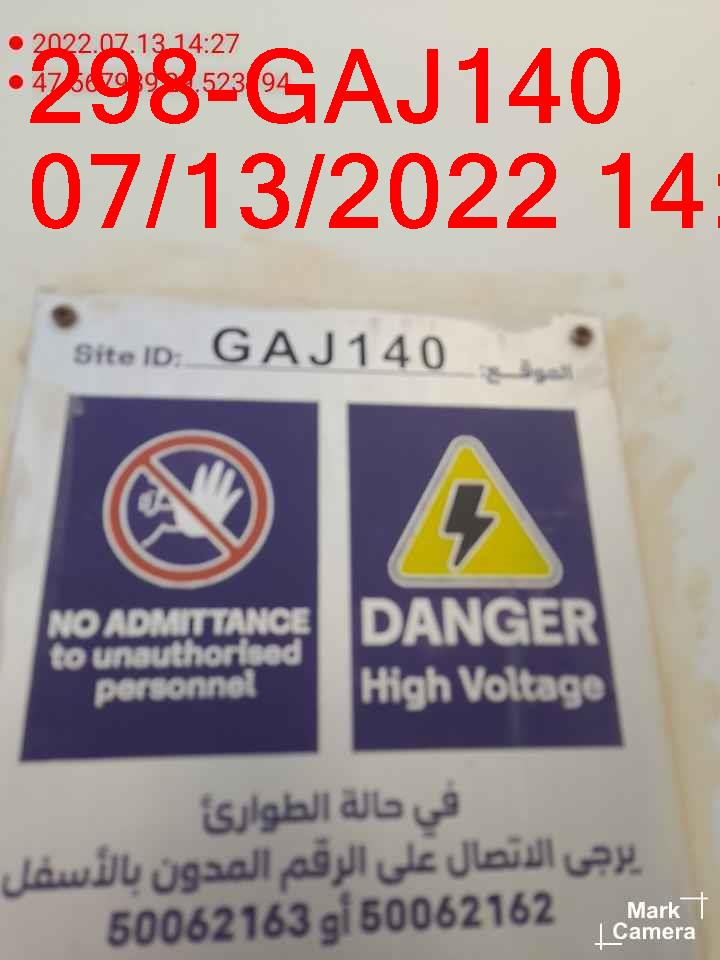 2022.07.13 14:27
298-GAJ140
07/13/2022 14:
Site ID: GAJ140 الموقع:
NO ADMITTANCE
to unauthorised
personnel
DANGER
High Voltage
في حالة الطوارئ
يرجى الاتصال على الرقم المدون بالأسفل
50062162 أو 50062163
Mark
Camera